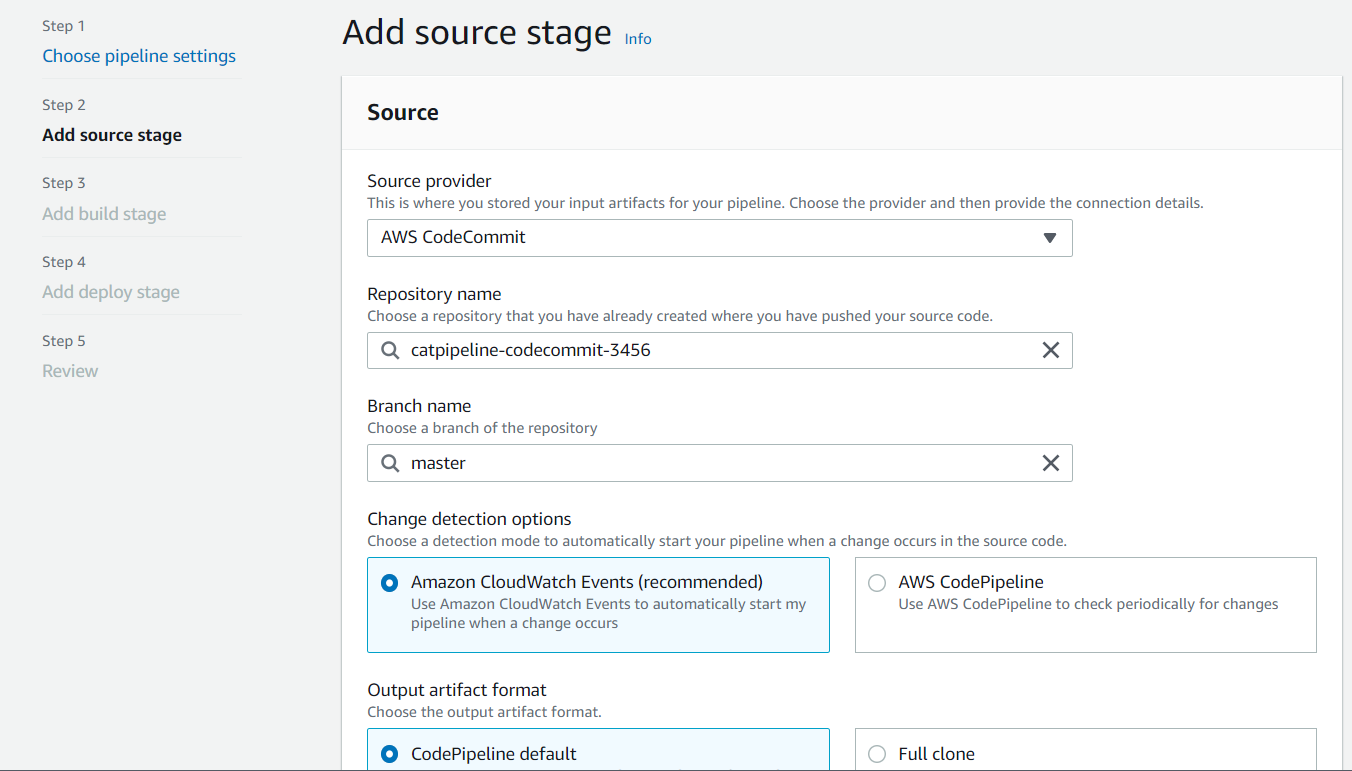 Step 1
Choose pipeline settings
Step 2
Add source stage
Step 3
Add build stage
Step 4
Add deploy stage
Step 5
Review
Add source stage Info
Source
Source provider
This is where you stored your input artifacts for your pipeline. Choose the provider and then provide the connection details.
AWS CodeCommit
Repository name
Choose a repository that you have already created where you have pushed your source code.
catpipeline-codecommit-3456
Branch name
Choose a branch of the repository
master
Change detection options
Choose a detection mode to automatically start your pipeline when a change occurs in the source code.
Amazon CloudWatch Events (recommended)
Use Amazon CloudWatch Events to automatically start my
pipeline when a change occurs
AWS CodePipeline
Use AWS CodePipeline to check periodically for changes
Output artifact format
Choose the output artifact format.
CodePipeline default
Full clone